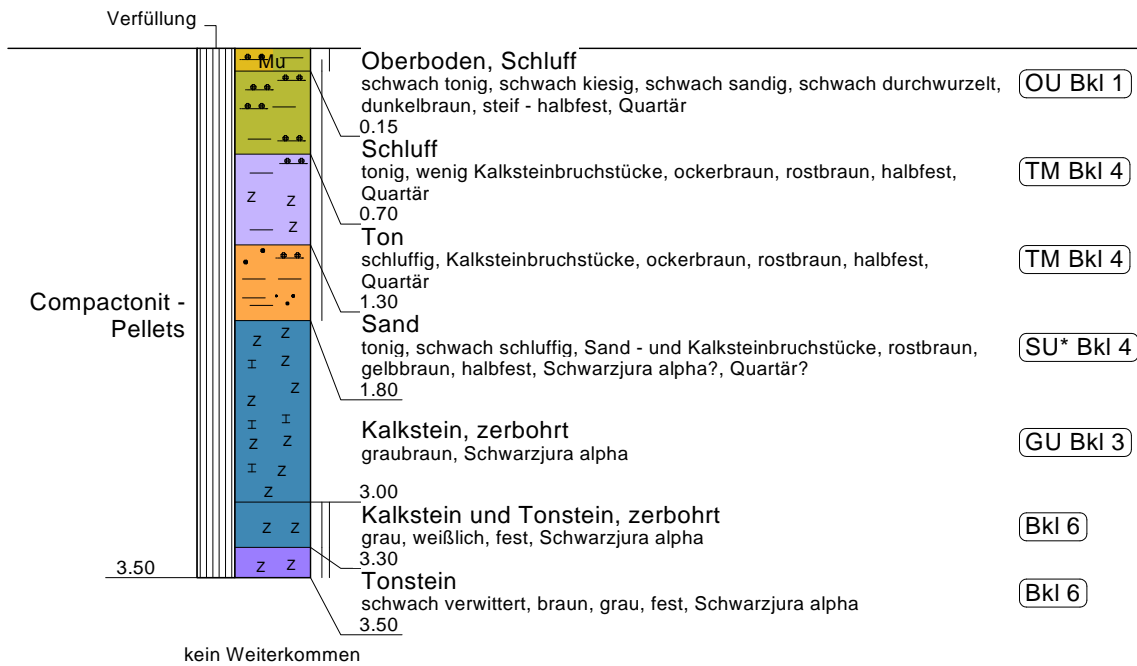 Verfüllung
Mu
Oberboden, Schluff
schwach tonig, schwach kiesig, schwach sandig, schwach durchwurzelt,
dunkelbraun, steif - halbfest, Quartär
OU Bkl 1
0.15
Schluff
tonig, wenig Kalksteinbruchstücke, ockerbraun, rostbraun, halbfest,
Quartär
TM Bkl 4
0.70
Ton
schluffig, Kalksteinbruchstücke, ockerbraun, rostbraun, halbfest,
Quartär
TM Bkl 4
1.30
Compactonit -
Pellets
Sand
tonig, schwach schluffig, Sand - und Kalksteinbruchstücke, rostbraun,
gelbbraun, halbfest, Schwarzjura alpha?, Quartär?
SU* Bkl 4
1.80
Kalkstein, zerbohrt
graubraun, Schwarzjura alpha
GU Bkl 3
3.00
Kalkstein und Tonstein, zerbohrt
grau, weißlich, fest, Schwarzjura alpha
Bkl 6
3.30
3.50
Tonstein
schwach verwittert, braun, grau, fest, Schwarzjura alpha
Bkl 6
3.50
kein Weiterkommen